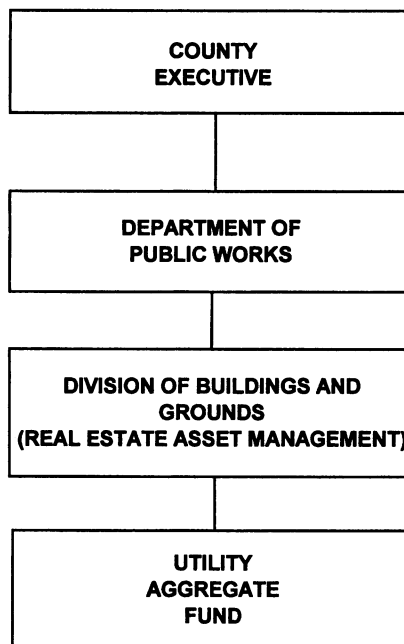 COUNTY
EXECUTIVE
DEPARTMENT OF
PUBLIC WORKS
DIVISION OF BUILDINGS AND
GROUNDS
(REAL ESTATE ASSET MANAGEMENT)
UTILITY
AGGREGATE
FUND